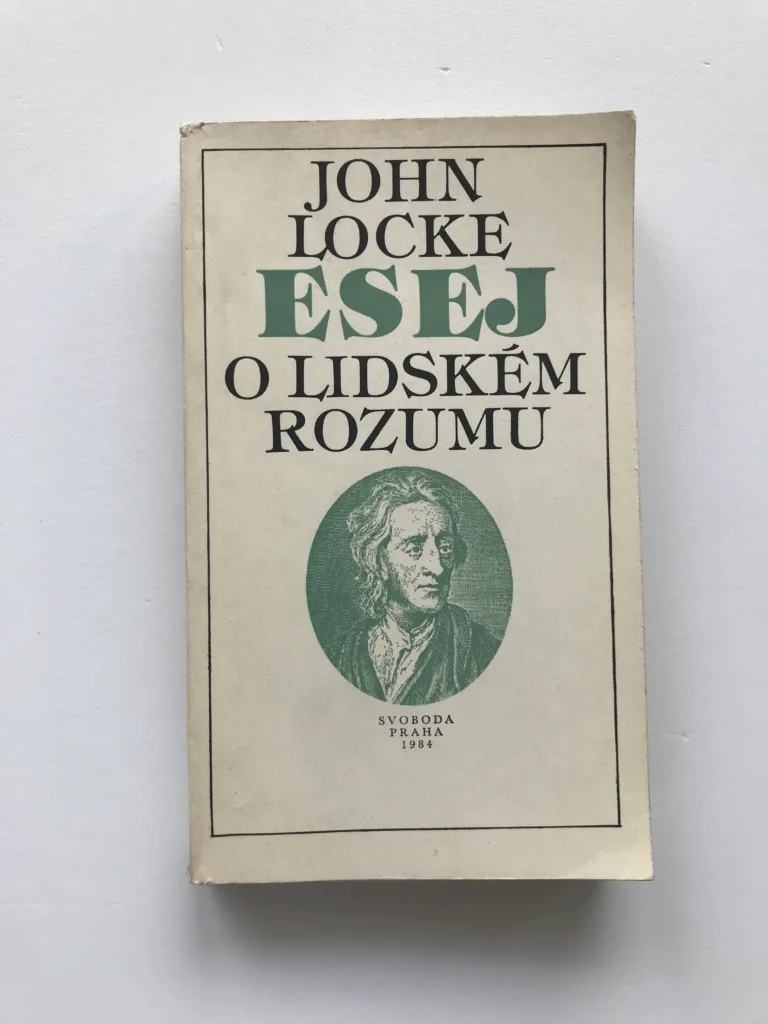 JOHN
LOCKE
ESEJ
O LIDSKÉM
ROZUMU
SVOBODA
PRAHA
1984